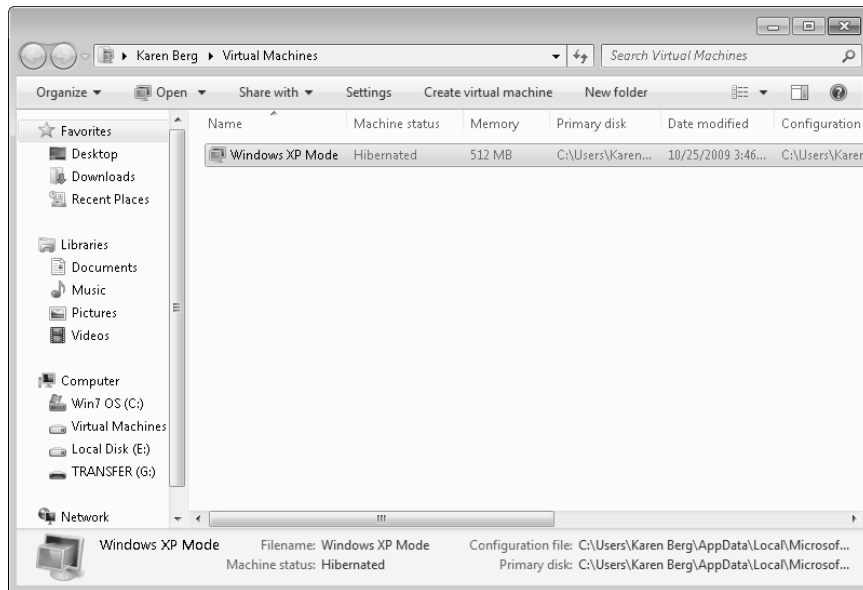 Karen Berg ▸ Virtual Machines
Search Virtual Machines
Organize Open Share with Settings Create virtual machine New folder
Favorites
Desktop
Downloads
Recent Places
Libraries
Documents
Music
Pictures
Videos
Computer
Win7 OS (C:)
Virtual Machines
Local Disk (E:)
TRANSFER (G:)
Network
Name Machine status Memory Primary disk Date modified Configuration
Windows XP Mode Hibernated 512 MB C:\Users\Karen... 10/25/2009 3:46... C:\Users\Karen
Windows XP Mode Filename: Windows XP Mode Configuration file: C:\Users\Karen Berg\AppData\Local\Microsof...
Machine status: Hibernated Primary disk: C:\Users\Karen Berg\AppData\Local\Microsof...